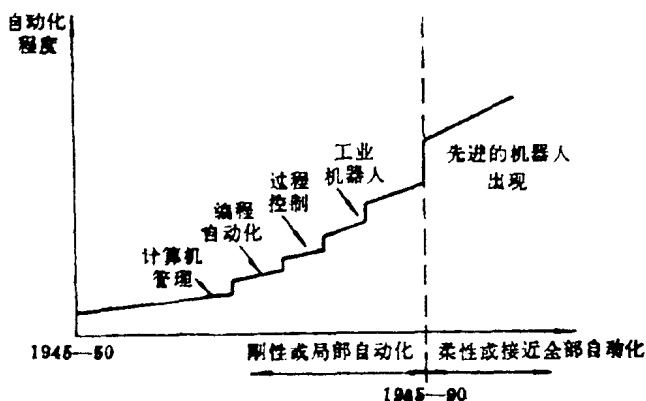 自动化
程度
工业
机器人
过程
控制
编程
自动化
计算机
管理
先进的机器人
出现
1945—50
刚性或局部自动化
柔性或接近全部自动化
1985—90